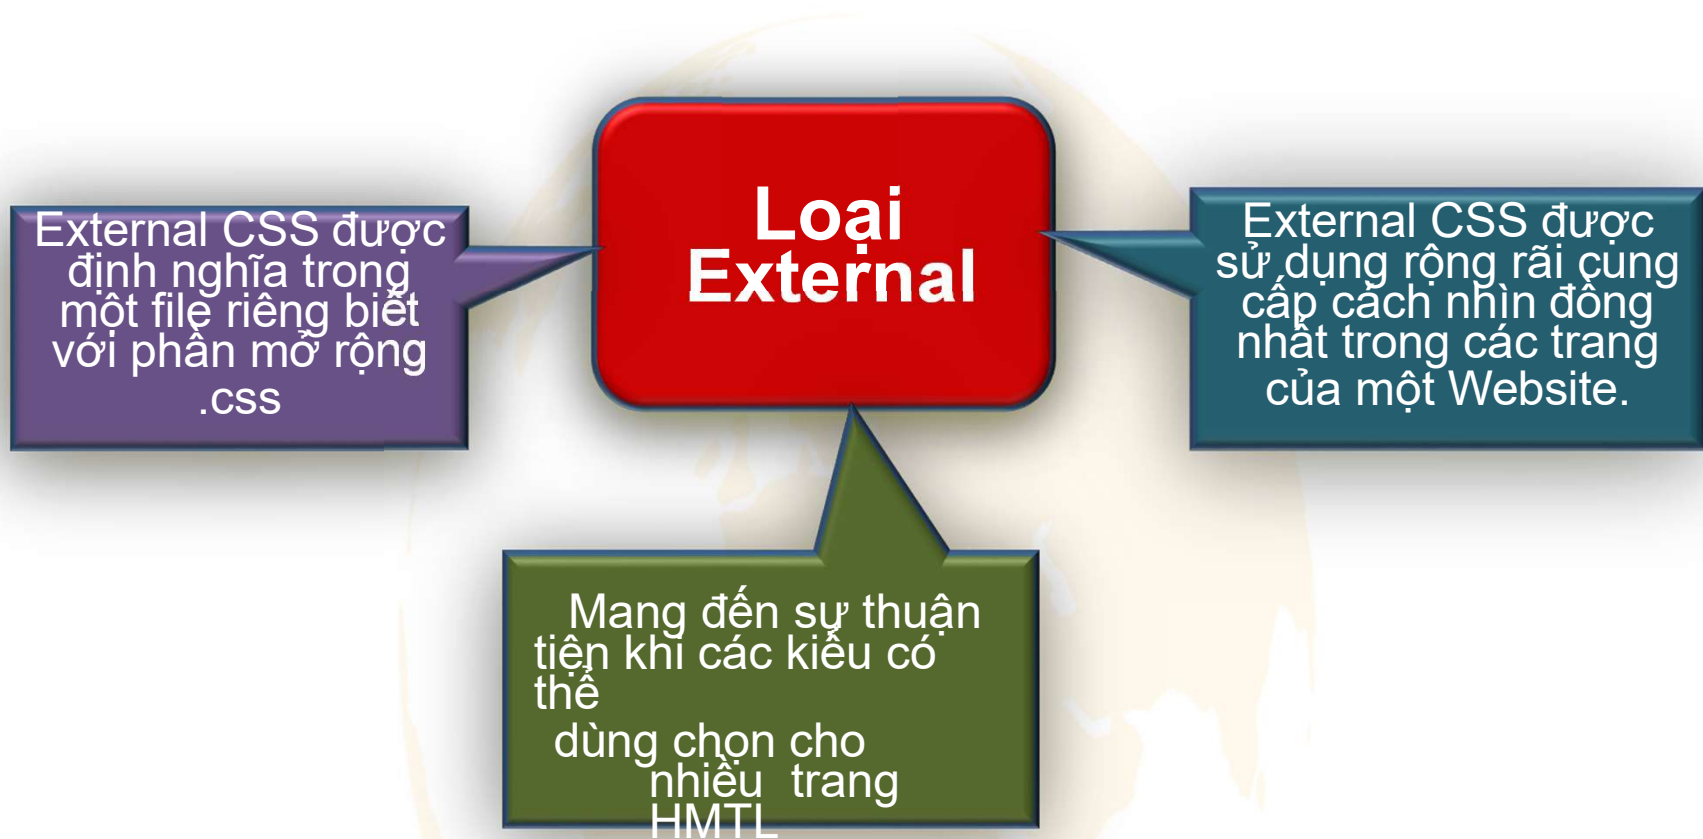 Loại
External
External CSS được
định nghĩa trong
một file riêng biệt
với phần mở rộng
.css
External CSS được
sử dụng rộng rãi cung
cấp cách nhìn đồng
nhất trong các trang
của một Website.
Mang đến sự thuận
tiện khi các kiểu có
thể
dùng chọn cho
nhiều trang
HMTL